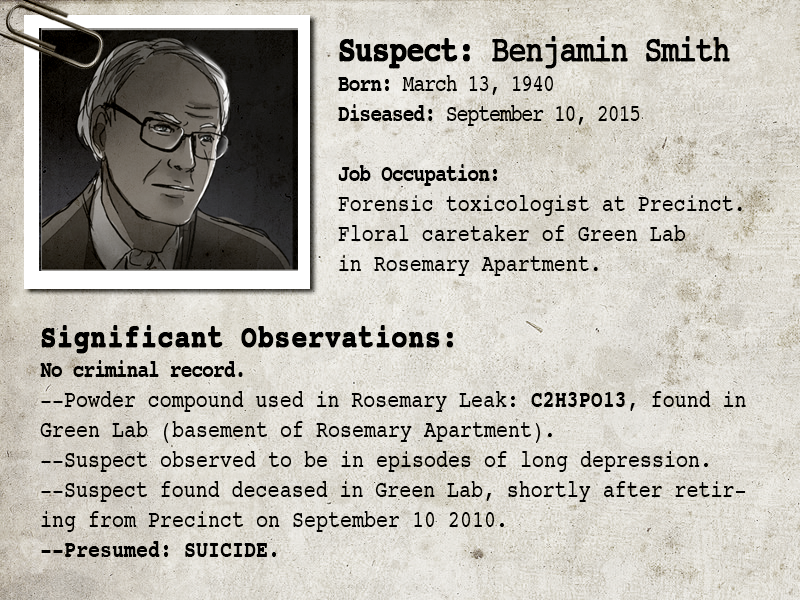 Suspect: Benjamin Smith
Born: March 13, 1940
Diseased: September 10, 2015
Job Occupation:
Forensic toxicologist at Precinct.
Floral caretaker of Green Lab
in Rosemary Apartment.
Significant Observations:
No criminal record.
--Powder compound used in Rosemary Leak: C2H3PO13, found in
Green Lab (basement of Rosemary Apartment).
--Suspect observed to be in episodes of long depression.
--Suspect found deceased in Green Lab, shortly after retir-
ing from Precinct on September 10 2010.
--Presumed: SUICIDE.